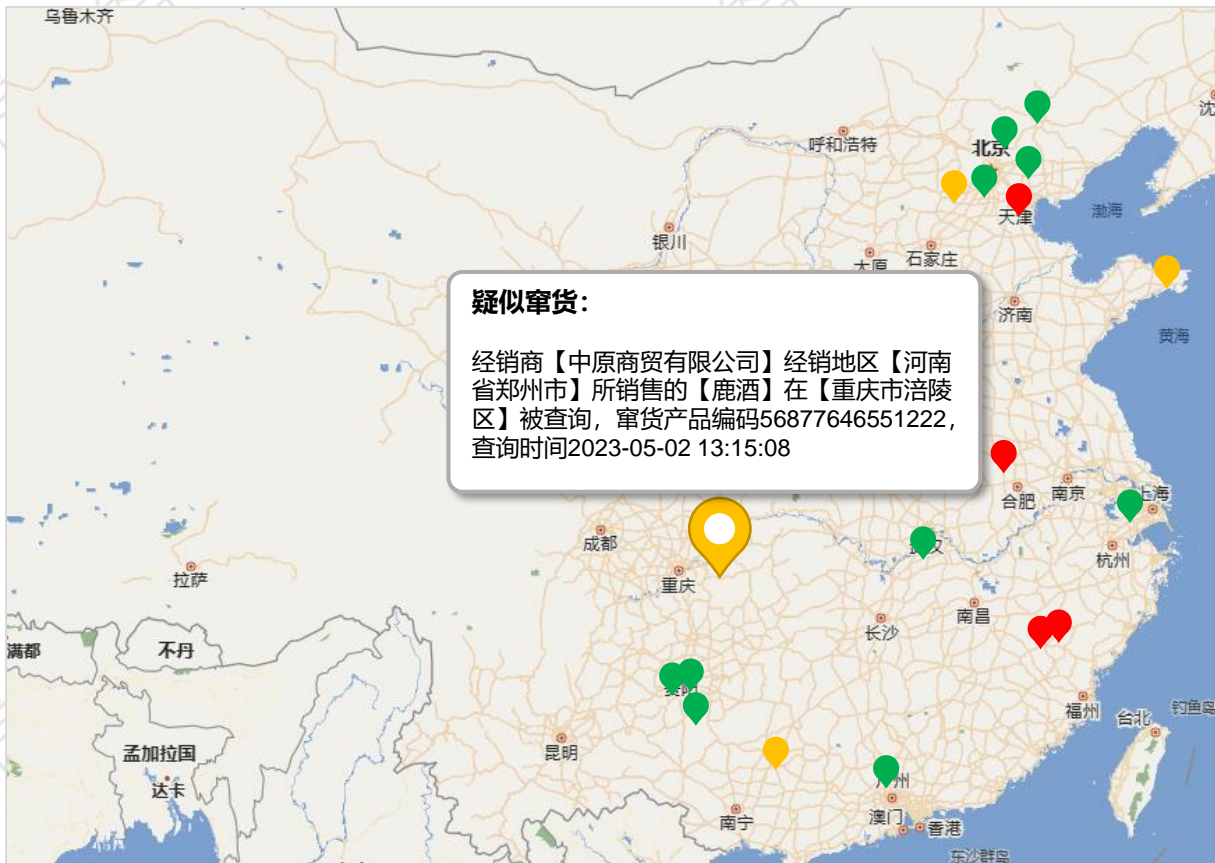 乌鲁木齐
沈
呼和浩特
北京
天津
渤海
银川
太原
石家庄
济南
黄海
疑似窜货：
经销商【中原商贸有限公司】经销地区【河南
省郑州市】所销售的【鹿酒】在【重庆市涪陵
区】被查询，窜货产品编码56877646551222，
查询时间2023-05-02 13:15:08
合肥
南京
上海
成都
杭州
拉萨
重庆
南昌
长沙
满都
不丹
福州
台北
钓鱼岛
昆明
孟加拉国
达卡
广州
南宁
澳门
香港
东沙群岛